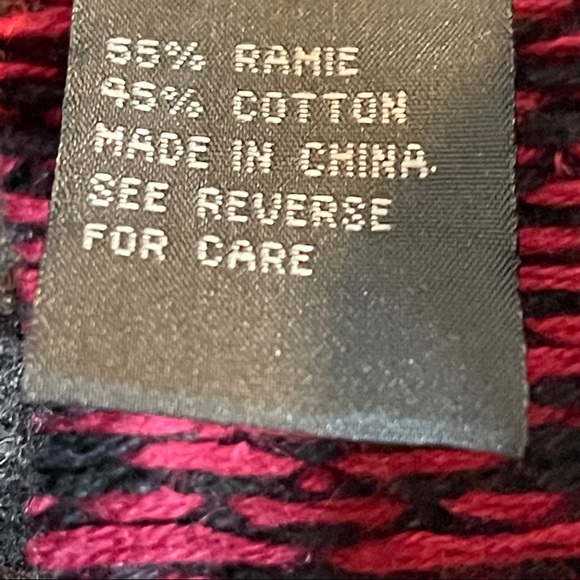 55% RAMIE
45% COTTON
MADE IN CHINA.
SEE REVERSE
FOR CARE